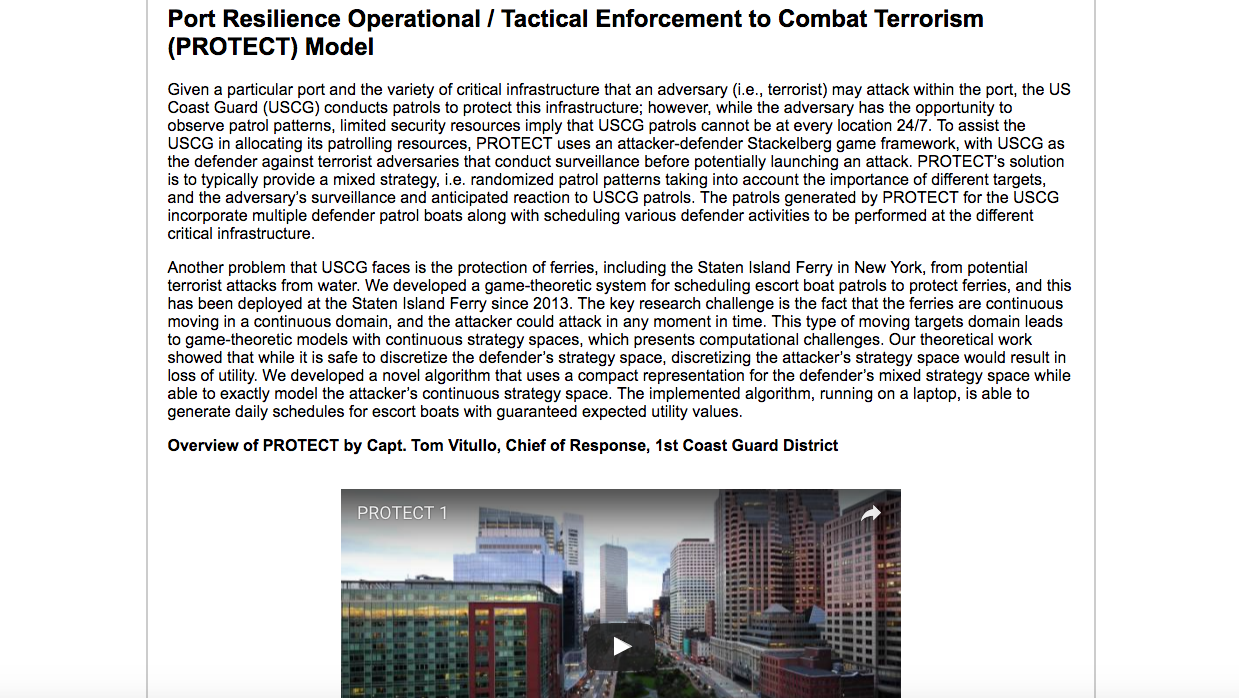 Port Resilience Operational / Tactical Enforcement to Combat Terrorism
(PROTECT) Model
Given a particular port and the variety of critical infrastructure that an adversary (i.e., terrorist) may attack within the port, the US
Coast Guard (USCG) conducts patrols to protect this infrastructure; however, while the adversary has the opportunity to
observe patrol patterns, limited security resources imply that USCG patrols cannot be at every location 24/7. To assist the
USCG in allocating its patrolling resources, PROTECT uses an attacker-defender Stackelberg game framework, with USCG as
the defender against terrorist adversaries that conduct surveillance before potentially launching an attack. PROTECT's solution
is to typically provide a mixed strategy, i.e. randomized patrol patterns taking into account the importance of different targets,
and the adversary's surveillance and anticipated reaction to USCG patrols. The patrols generated by PROTECT for the USCG
incorporate multiple defender patrol boats along with scheduling various defender activities to be performed at the different
critical infrastructure.
Another problem that USCG faces is the protection of ferries, including the Staten Island Ferry in New York, from potential
terrorist attacks from water. We developed a game-theoretic system for scheduling escort boat patrols to protect ferries, and this
has been deployed at the Staten Island Ferry since 2013. The key research challenge is the fact that the ferries are continuous
moving in a continuous domain, and the attacker could attack in any moment in time. This type of moving targets domain leads
to game-theoretic models with continuous strategy spaces, which presents computational challenges. Our theoretical work
showed that while it is safe to discretize the defender's strategy space, discretizing the attacker's strategy space would result in
loss of utility. We developed a novel algorithm that uses a compact representation for the defender's mixed strategy space while
able to exactly model the attacker's continuous strategy space. The implemented algorithm, running on a laptop, is able to
generate daily schedules for escort boats with guaranteed expected utility values.
Overview of PROTECT by Capt. Tom Vitullo, Chief of Response, 1st Coast Guard District
PROTECT 1